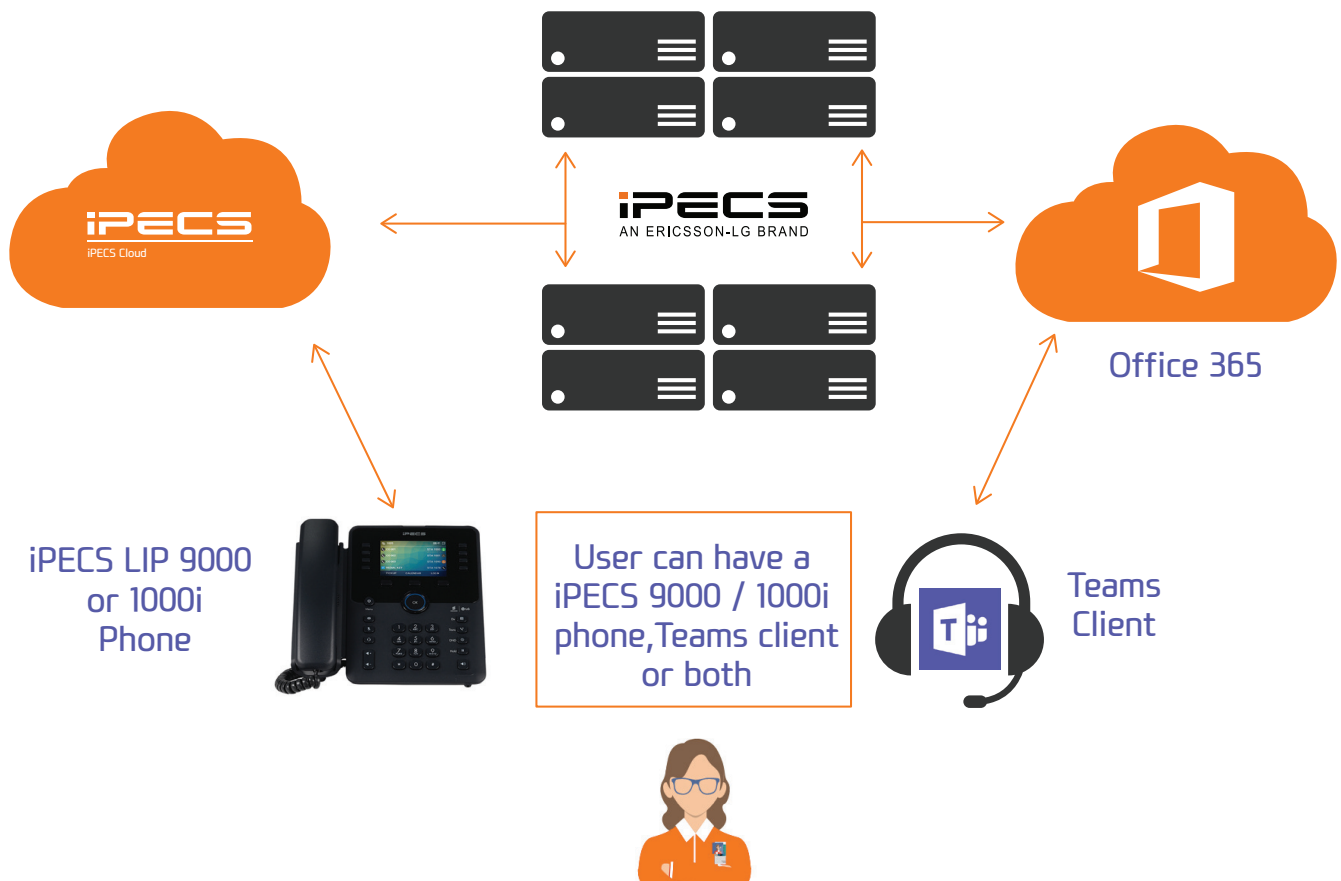 iPECS
AN ERICSSON-LG BRAND
iPECS
iPECS Cloud
Office 365
iPECS LIP 9000
or 1000i
Phone
iPECS
User can have a
iPECS 9000 / 1000i
phone,Teams client
or both
T
Teams
Client